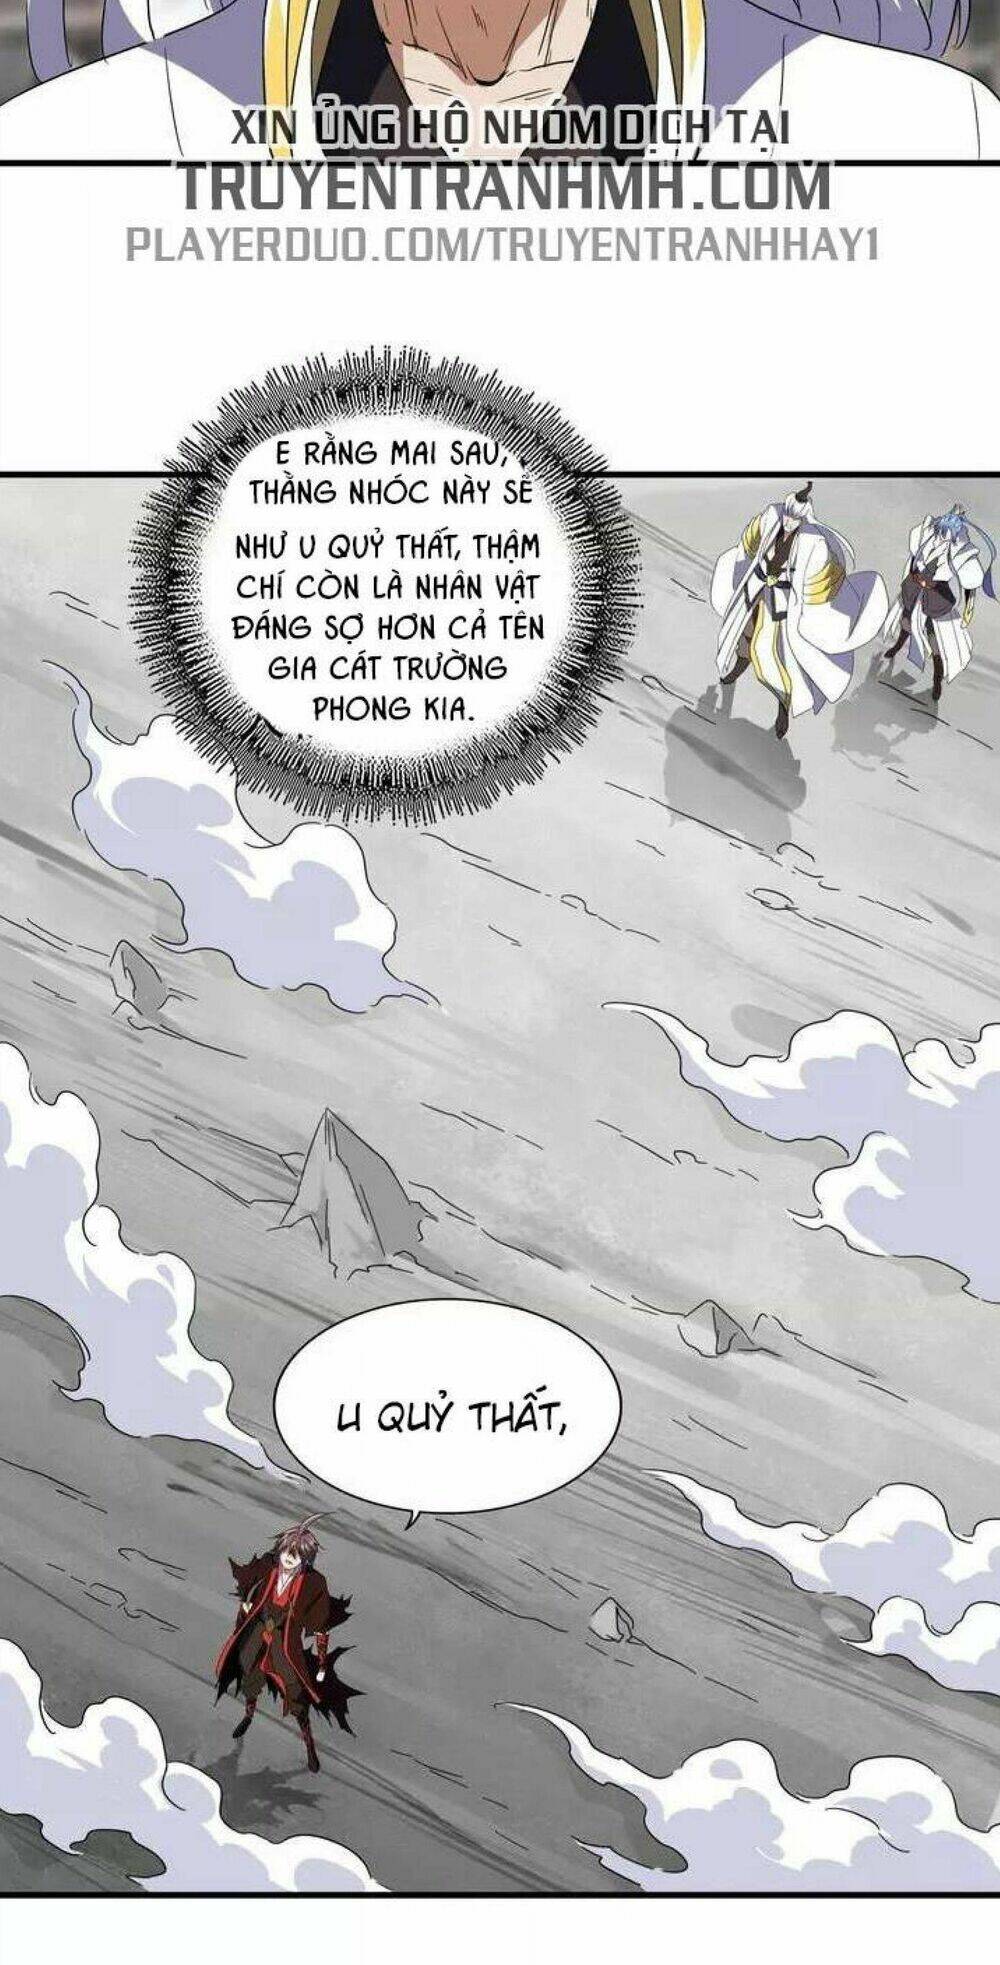 XIN ỦNG HỘ NHÓM DỊCH TẠI
TRUYENTRANHMH.COM
PLAYERDUO.COM/TRUYENTRANHHAY1
E RẰNG MAI SAU,
THẰNG NHÓC NÀY SẼ
NHƯ U QUỶ THẤT, THẬM
CHÍ CÒN LÀ NHÂN VẬT
ĐÁNG SỢ HƠN CẢ TÊN
GIA CÁT TRƯỜNG
PHONG KIA.
U QUỶ THẤT,